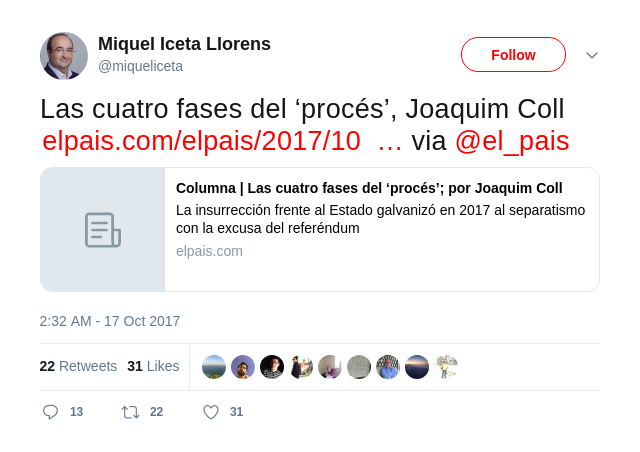 Miquel Iceta Llorens
@miqueliceta
Follow
Las cuatro fases del ‘procés’, Joaquim Coll
elpais.com/elpais/2017/10 … via @el_pais
Columna | Las cuatro fases del ‘procés’; por Joaquim Coll
La insurrección frente al Estado galvanizó en 2017 al separatismo
con la excusa del referéndum
elpais.com
2:32 AM - 17 Oct 2017
22 Retweets 31 Likes
13 22 31